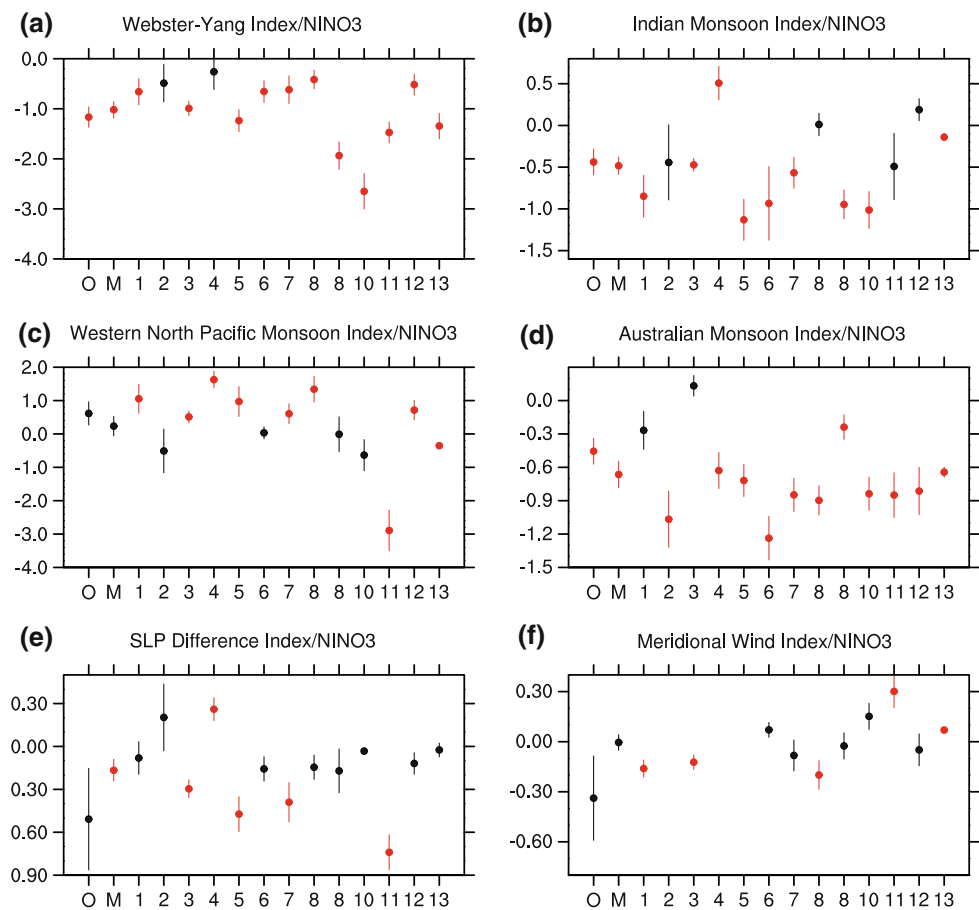 (a) Webster-Yang Index/NINO3
0.0
-1.0
-2.0
-3.0
-4.0
O M 1 2 3 4 5 6 7 8 8 10 11 12 13
(b) Indian Monsoon Index/NINO3
0.5
0.0
-0.5
-1.0
-1.5
O M 1 2 3 4 5 6 7 8 8 10 11 12 13
(c) Western North Pacific Monsoon Index/NINO3
2.0
1.0
0.0
-1.0
-2.0
-3.0
-4.0
O M 1 2 3 4 5 6 7 8 8 10 11 12 13
(d) Australian Monsoon Index/NINO3
0.0
-0.3
-0.6
-0.9
-1.2
-1.5
O M 1 2 3 4 5 6 7 8 8 10 11 12 13
(e) SLP Difference Index/NINO3
0.30
0.00
0.30
0.60
0.90
O M 1 2 3 4 5 6 7 8 8 10 11 12 13
(f) Meridional Wind Index/NINO3
0.30
0.00
-0.30
-0.60
O M 1 2 3 4 5 6 7 8 8 10 11 12 13